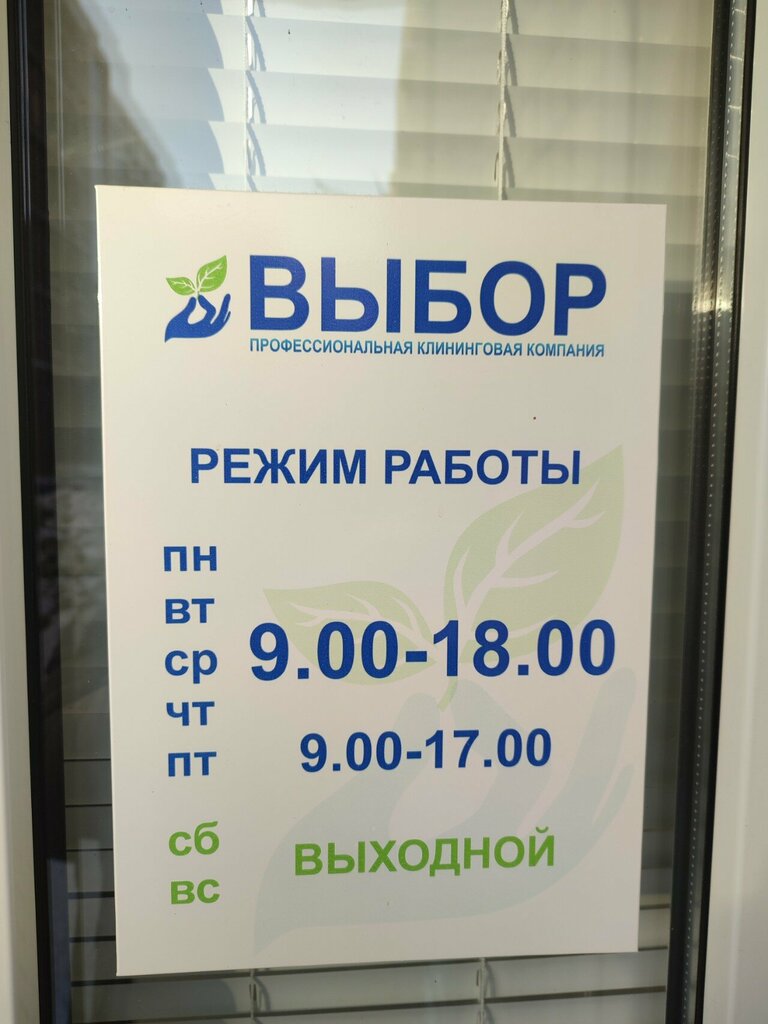 ВЫБОР
ПРОФЕССИОНАЛЬНАЯ КЛИНИНГОВАЯ КОМПАНИЯ
РЕЖИМ РАБОТЫ
пн
вт
ср 9.00-18.00
чт
пт 9.00-17.00
сб
ВЫХОДНОЙ
вс